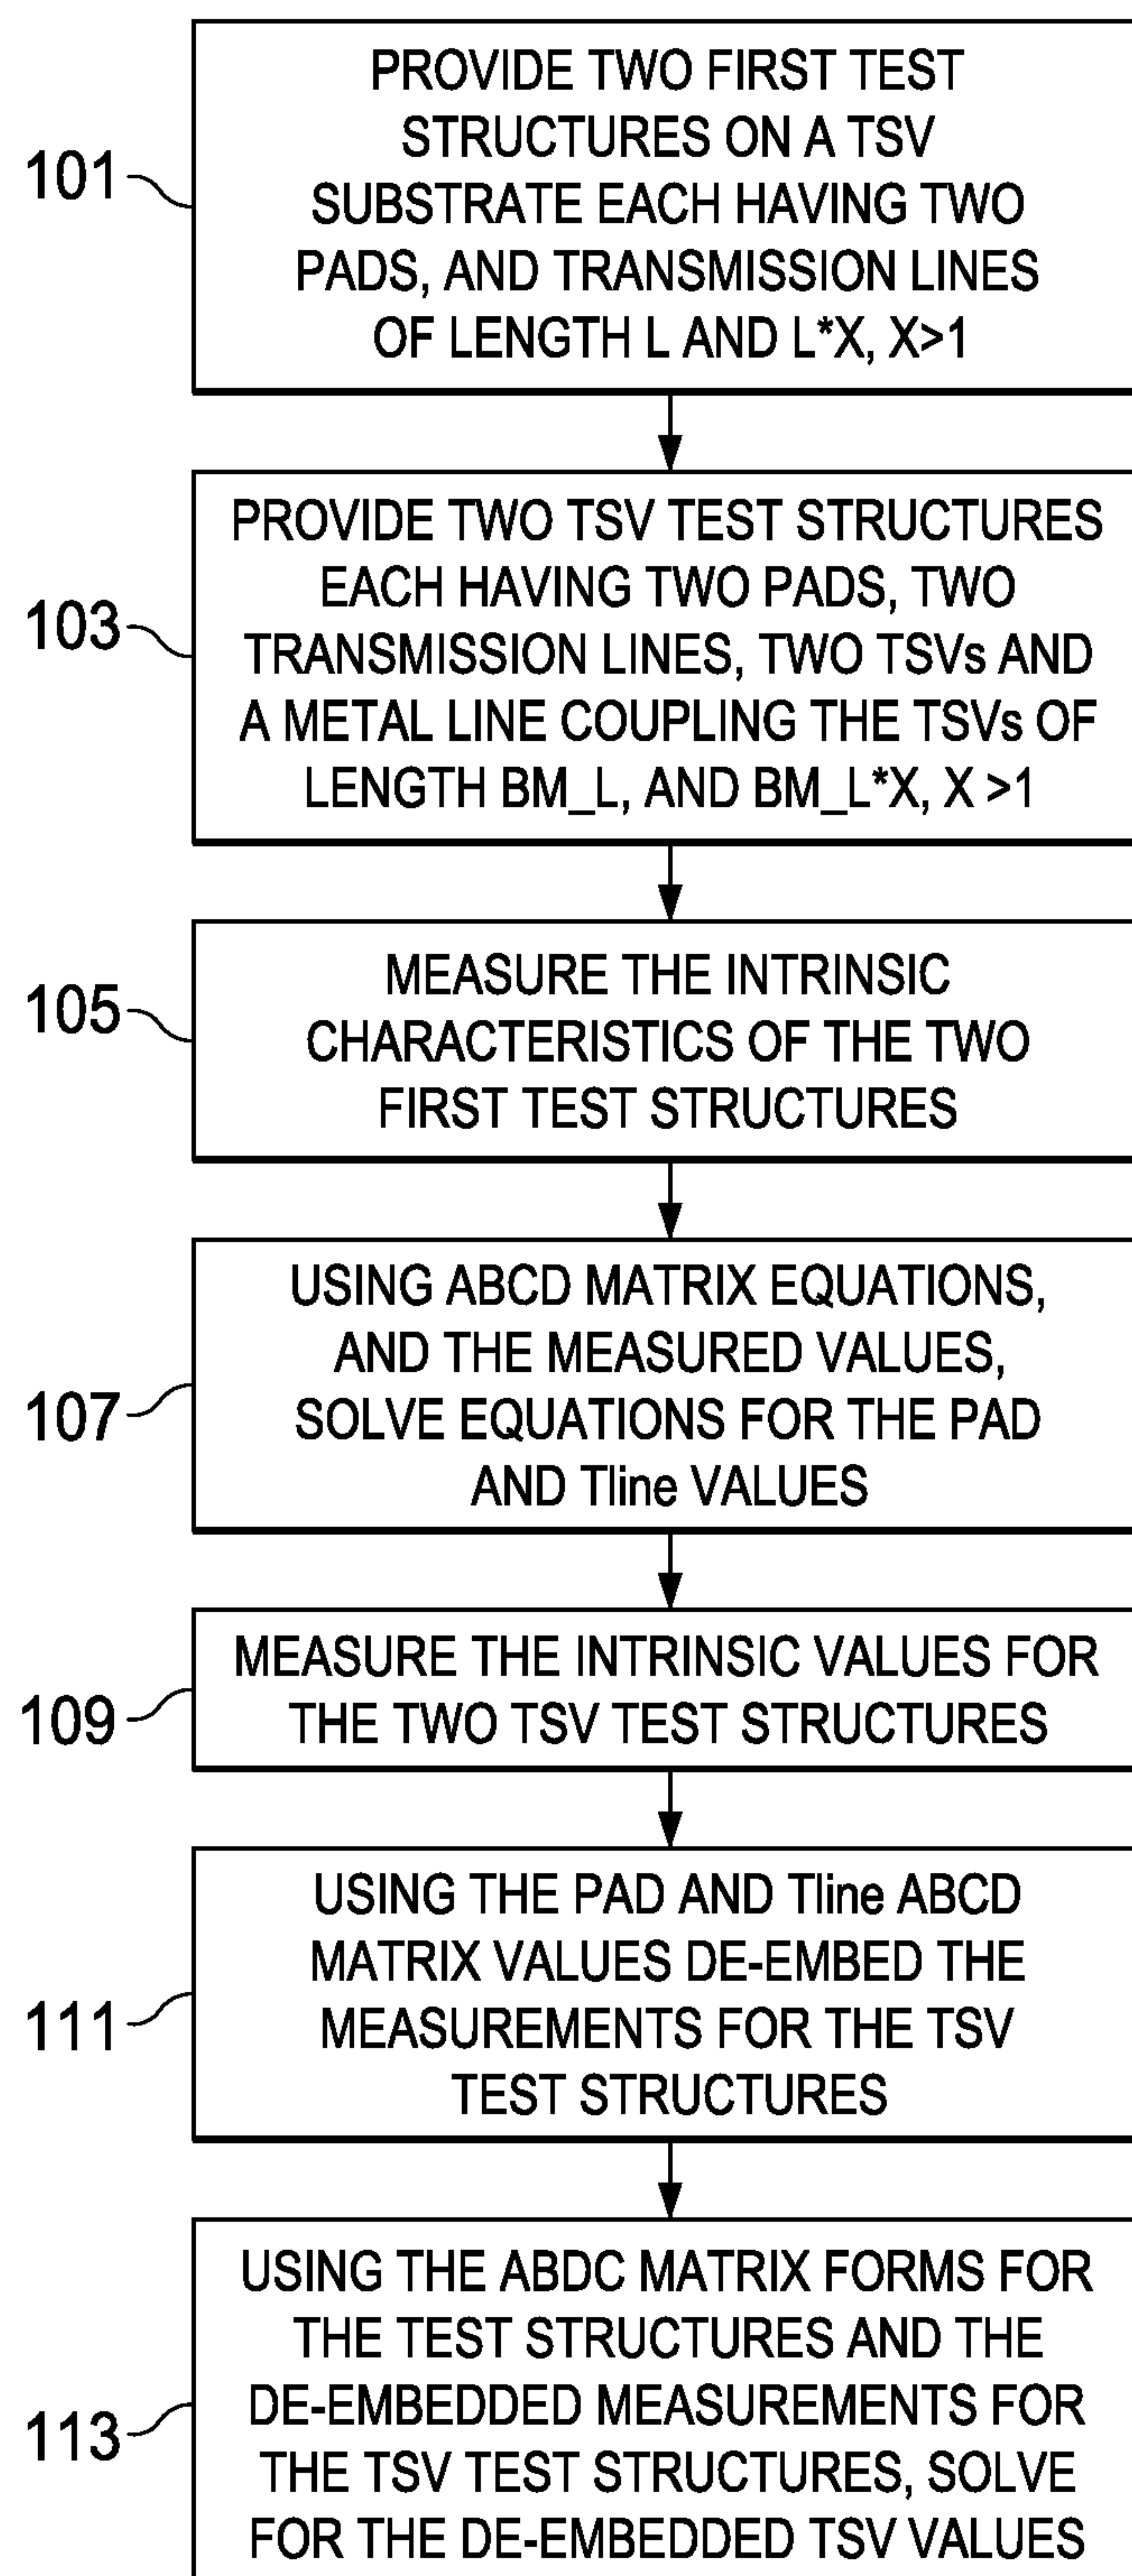 101
PROVIDE TWO FIRST TEST
STRUCTURES ON A TSV
SUBSTRATE EACH HAVING TWO
PADS, AND TRANSMISSION LINES
OF LENGTH L AND L*X, X>1
103
PROVIDE TWO TSV TEST STRUCTURES
EACH HAVING TWO PADS, TWO
TRANSMISSION LINES, TWO TSVs AND
A METAL LINE COUPLING THE TSVs OF
LENGTH BM_L, AND BM_L*X, X >1
105
MEASURE THE INTRINSIC
CHARACTERISTICS OF THE TWO
FIRST TEST STRUCTURES
107
USING ABCD MATRIX EQUATIONS,
AND THE MEASURED VALUES,
SOLVE EQUATIONS FOR THE PAD
AND Tline VALUES
109
MEASURE THE INTRINSIC VALUES FOR
THE TWO TSV TEST STRUCTURES
111
USING THE PAD AND Tline ABCD
MATRIX VALUES DE-EMBED THE
MEASUREMENTS FOR THE TSV
TEST STRUCTURES
113
USING THE ABDC MATRIX FORMS FOR
THE TEST STRUCTURES AND THE
DE-EMBEDDED MEASUREMENTS FOR
THE TSV TEST STRUCTURES, SOLVE
FOR THE DE-EMBEDDED TSV VALUES